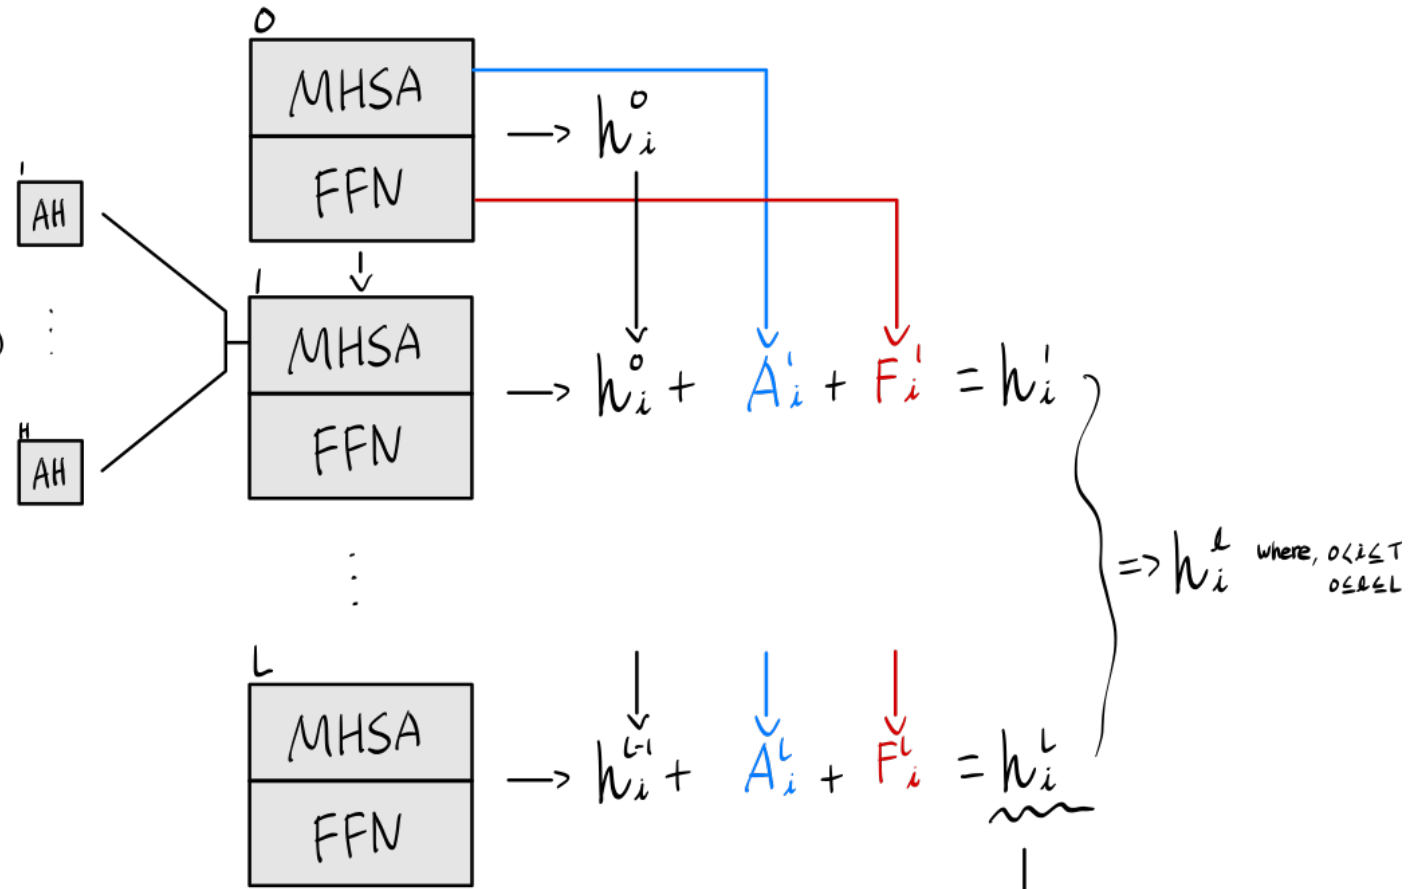 0
MHSA
FFN
→ h_i^0
1
AH
⋮
H
AH
1
MHSA
FFN
→ h_i^0 + A_i^1 + F_i^1 = h_i^1
⋮
⇒ h_i^l where, 0<i≤T
0≤l≤L
L
MHSA
FFN
→ h_i^{L-1} + A_i^L + F_i^L = h_i^L